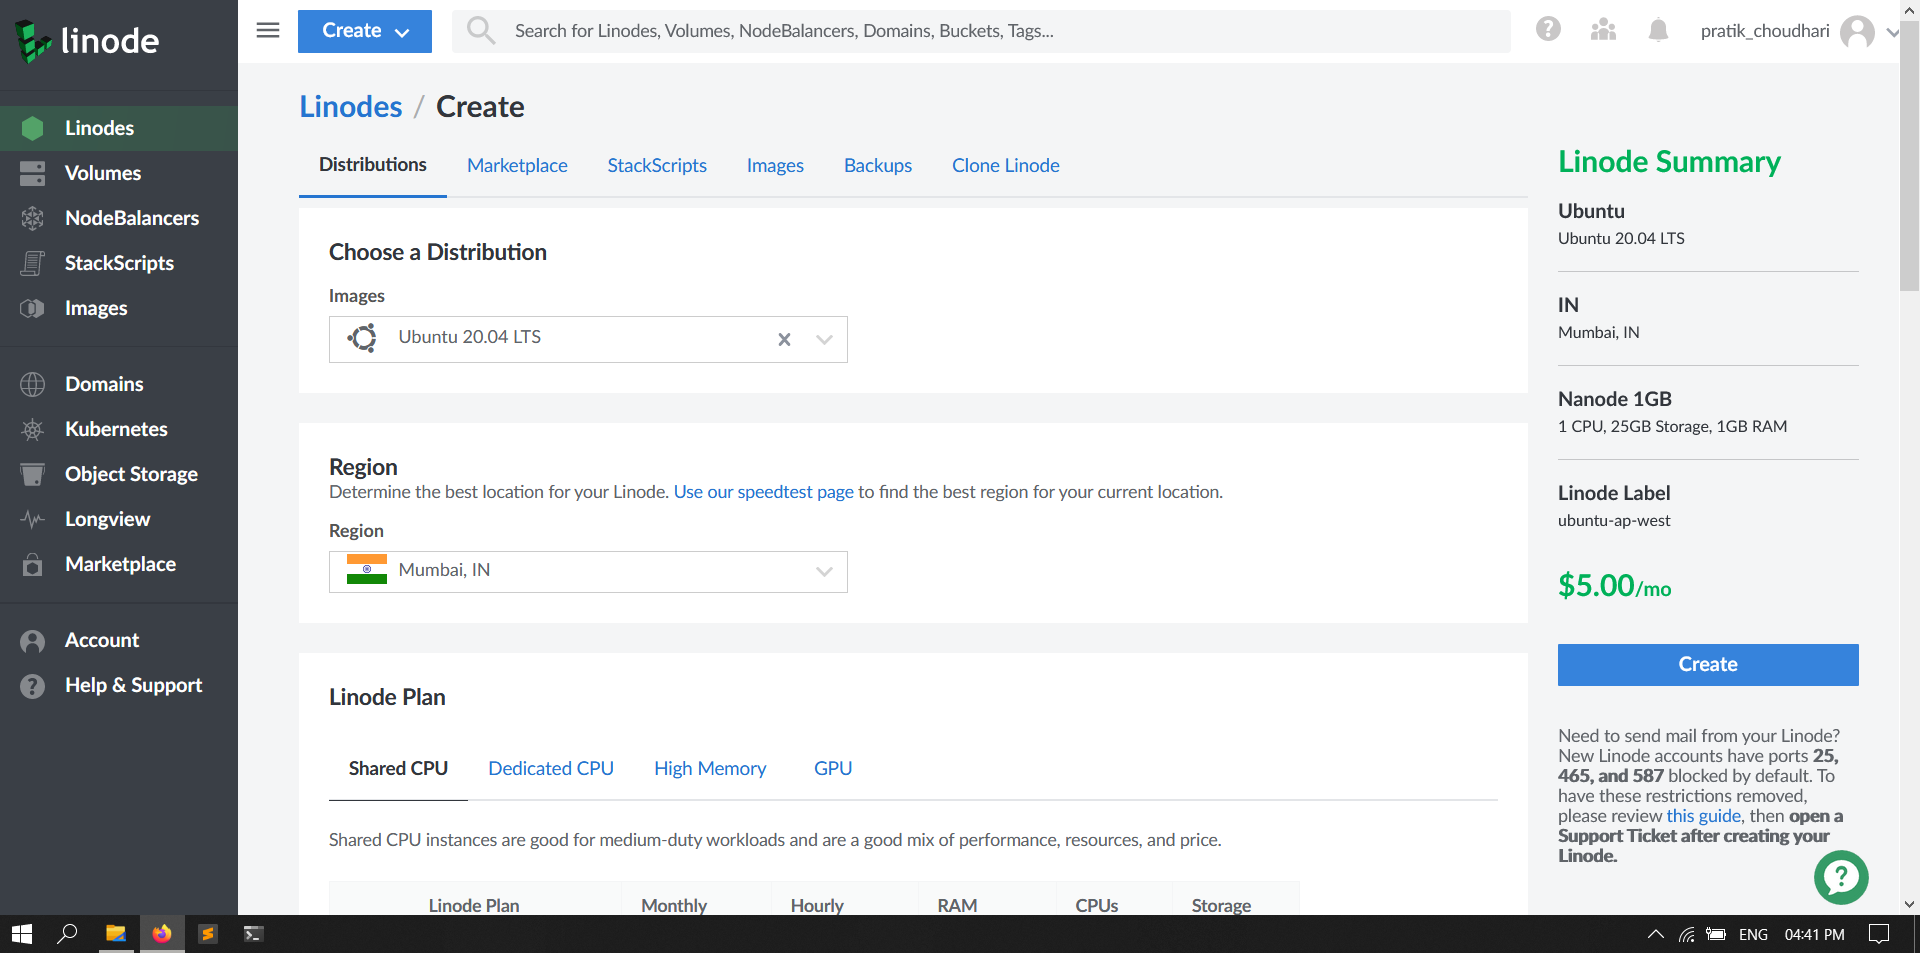 linode
Create
Search for Linodes, Volumes, NodeBalancers, Domains, Buckets, Tags...
pratik_choudhari
Linodes
Volumes
NodeBalancers
StackScripts
Images
Domains
Kubernetes
Object Storage
Longview
Marketplace
Account
Help & Support
Linodes / Create
Distributions Marketplace StackScripts Images Backups Clone Linode
Choose a Distribution
Images
Ubuntu 20.04 LTS
Region
Determine the best location for your Linode. Use our speedtest page to find the best region for your current location.
Region
Mumbai, IN
Linode Plan
Shared CPU Dedicated CPU High Memory GPU
Shared CPU instances are good for medium-duty workloads and are a good mix of performance, resources, and price.
Linode Plan Monthly Hourly RAM CPUs Storage
Linode Summary
Ubuntu
Ubuntu 20.04 LTS
IN
Mumbai, IN
Nanode 1GB
1 CPU, 25GB Storage, 1GB RAM
Linode Label
ubuntu-ap-west
$5.00/mo
Create
Need to send mail from your Linode?
New Linode accounts have ports 25,
465, and 587 blocked by default. To
have these restrictions removed,
please review this guide, then open a
Support Ticket after creating your
Linode.
ENG 04:41 PM